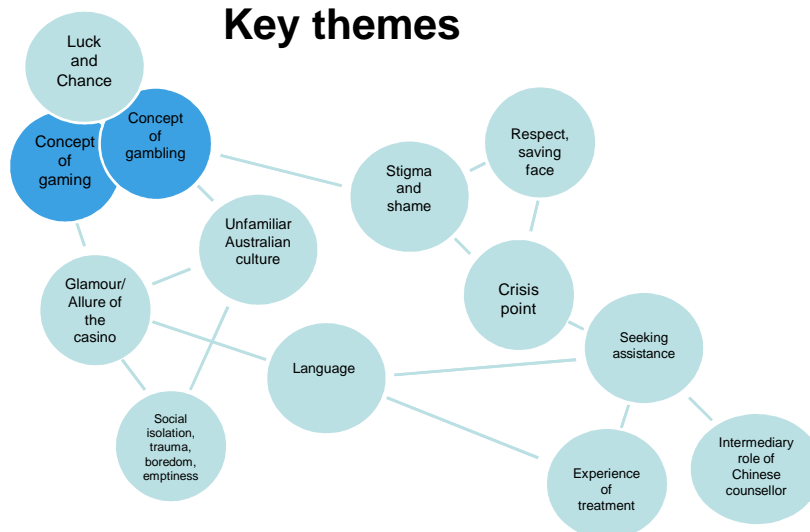 Key themes
Luck
and
Chance
Concept
of
gambling
Concept
of
gaming
Respect,
saving
face
Stigma
and
shame
Unfamiliar
Australian
culture
Glamour/
Allure of
the
casino
Crisis
point
Seeking
assistance
Language
Social
isolation,
trauma,
boredom,
emptiness
Experience
of
treatment
Intermediary
role of
Chinese
counsellor